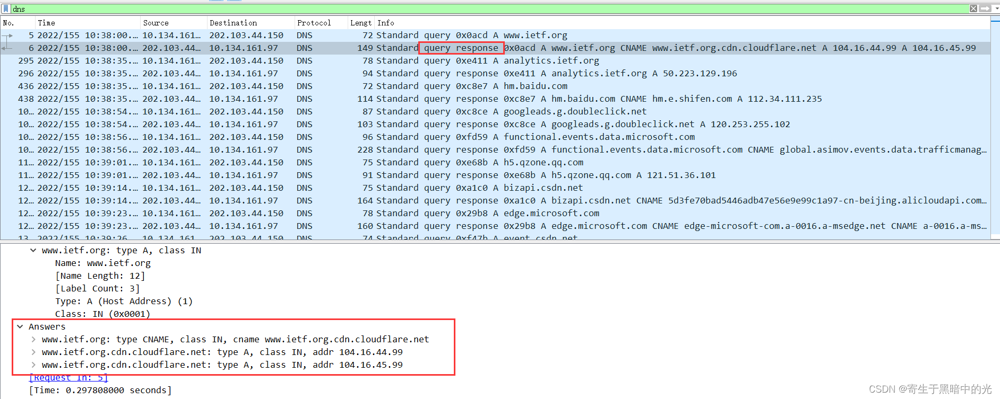 dns
No. Time Source Destination Protocol Lengt Info
5 2022/155 10:38:00.… 10.134.161… 202.103.44.150 DNS 72 Standard query 0x0acd A www.ietf.org
6 2022/155 10:38:00.… 202.103.44… 10.134.161.97 DNS 149 Standard query response 0x0acd A www.ietf.org CNAME www.ietf.org.cdn.cloudflare.net A 104.16.44.99 A 104.16.45.99
295 2022/155 10:38:35.… 10.134.161… 202.103.44.150 DNS 78 Standard query 0xe411 A analytics.ietf.org
296 2022/155 10:38:35.… 202.103.44… 10.134.161.97 DNS 94 Standard query response 0xe411 A analytics.ietf.org A 50.223.129.196
436 2022/155 10:38:35.… 10.134.161… 202.103.44.150 DNS 72 Standard query 0xc8e7 A hm.baidu.com
438 2022/155 10:38:35.… 202.103.44… 10.134.161.97 DNS 114 Standard query response 0xc8e7 A hm.baidu.com CNAME hm.e.shifen.com A 112.34.111.235
10… 2022/155 10:38:54.… 10.134.161… 202.103.44.150 DNS 87 Standard query 0xc8ce A googleads.g.doubleclick.net
10… 2022/155 10:38:54.… 202.103.44… 10.134.161.97 DNS 103 Standard query response 0xc8ce A googleads.g.doubleclick.net A 120.253.255.102
10… 2022/155 10:38:56.… 10.134.161… 202.103.44.150 DNS 96 Standard query 0xfd59 A functional.events.data.microsoft.com
10… 2022/155 10:38:56.… 202.103.44… 10.134.161.97 DNS 228 Standard query response 0xfd59 A functional.events.data.microsoft.com CNAME global.asimov.events.data.trafficmanag…
11… 2022/155 10:39:01.… 10.134.161… 202.103.44.150 DNS 75 Standard query 0xe68b A h5.qzone.qq.com
11… 2022/155 10:39:01.… 202.103.44… 10.134.161.97 DNS 91 Standard query response 0xe68b A h5.qzone.qq.com A 121.51.36.101
12… 2022/155 10:39:14.… 10.134.161… 202.103.44.150 DNS 75 Standard query 0xa1c0 A bizapi.csdn.net
12… 2022/155 10:39:14.… 202.103.44… 10.134.161.97 DNS 164 Standard query response 0xa1c0 A bizapi.csdn.net CNAME 5d3fe70bad5446adb47e56e9e99c1a97-cn-beijing.alicloudapi.com…
12… 2022/155 10:39:23.… 10.134.161… 202.103.44.150 DNS 78 Standard query 0x29b8 A edge.microsoft.com
12… 2022/155 10:39:23.… 202.103.44… 10.134.161.97 DNS 160 Standard query response 0x29b8 A edge.microsoft.com CNAME edge-microsoft-com.a-0016.a-msedge.net CNAME a-0016.a-ms…
13… 2022/155 10:39:26.… 10.134.161… 202.103.44.150 DNS 74 Standard query 0xf47b A event.csdn.net
www.ietf.org: type A, class IN
Name: www.ietf.org
[Name Length: 12]
[Label Count: 3]
Type: A (Host Address) (1)
Class: IN (0x0001)
Answers
www.ietf.org: type CNAME, class IN, cname www.ietf.org.cdn.cloudflare.net
www.ietf.org.cdn.cloudflare.net: type A, class IN, addr 104.16.44.99
www.ietf.org.cdn.cloudflare.net: type A, class IN, addr 104.16.45.99
[Request In: 5]
[Time: 0.297808000 seconds]
CSDN @寄生于黑暗中的光